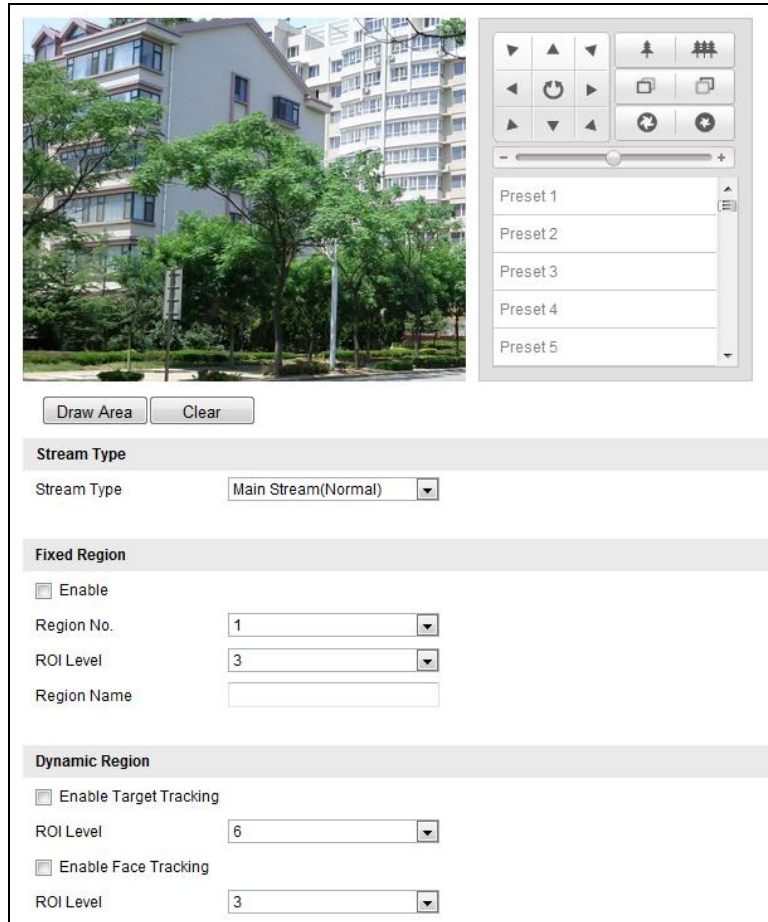 Preset 1
Preset 2
Preset 3
Preset 4
Preset 5
Draw Area Clear
Stream Type
Stream Type Main Stream(Normal)
Fixed Region
Enable
Region No. 1
ROI Level 3
Region Name
Dynamic Region
Enable Target Tracking
ROI Level 6
Enable Face Tracking
ROI Level 3